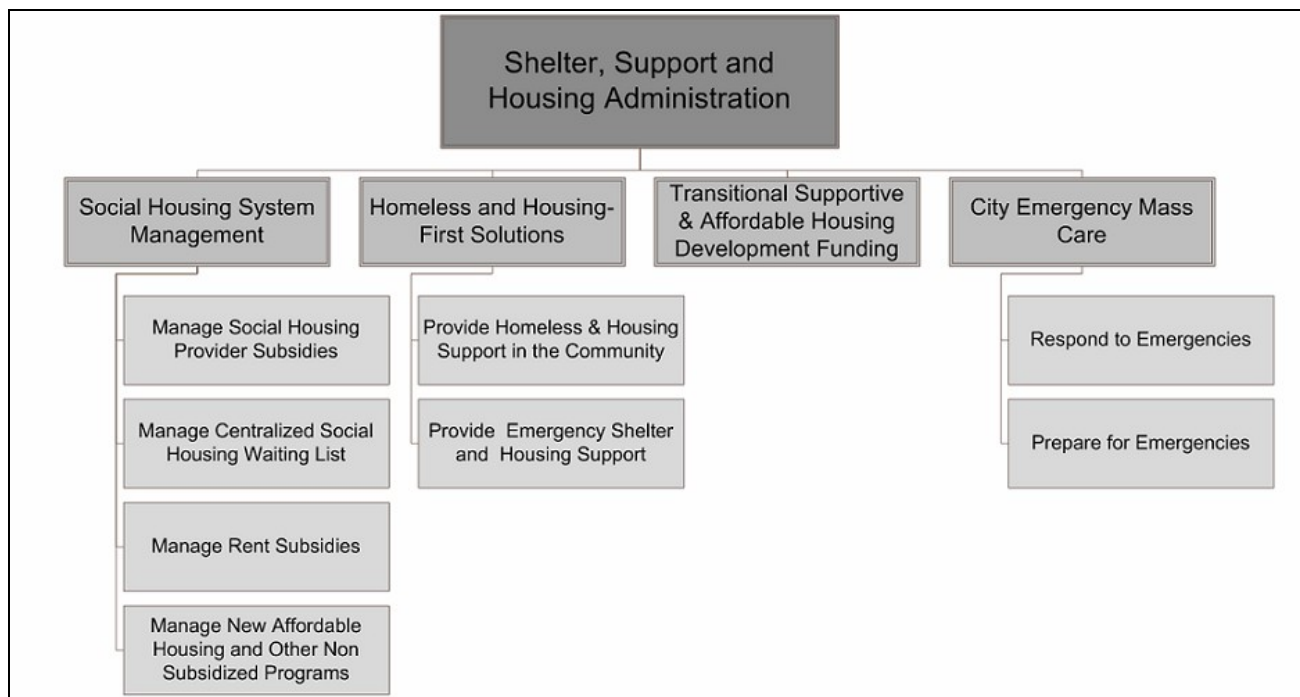 Shelter, Support and
Housing Administration
Social Housing System
Management
Homeless and Housing-
First Solutions
Transitional Supportive
& Affordable Housing
Development Funding
City Emergency Mass
Care
Manage Social Housing
Provider Subsidies
Manage Centralized Social
Housing Waiting List
Manage Rent Subsidies
Manage New Affordable
Housing and Other Non
Subsidized Programs
Provide Homeless & Housing
Support in the Community
Provide Emergency Shelter
and Housing Support
Respond to Emergencies
Prepare for Emergencies